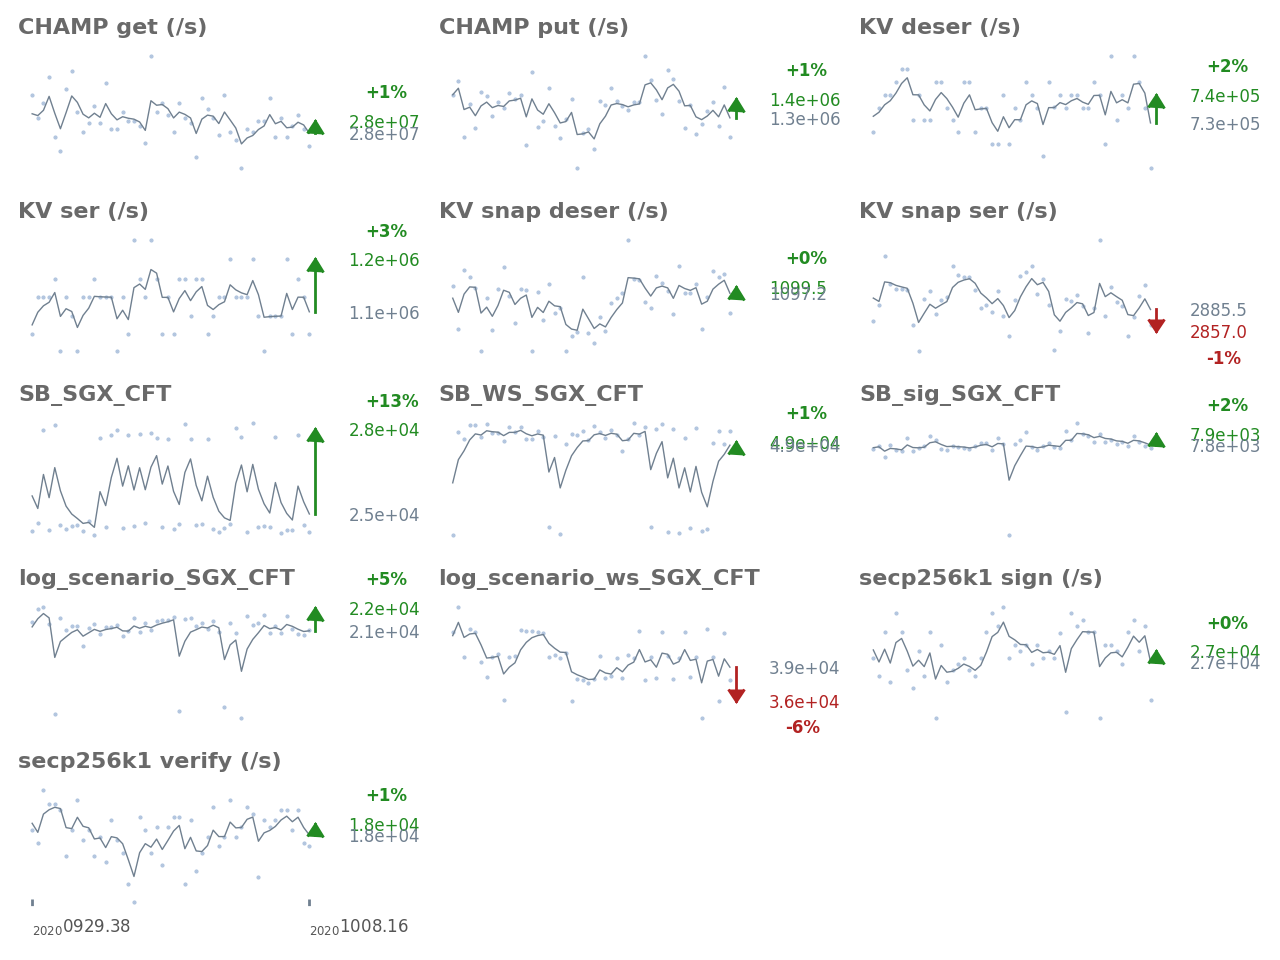 CHAMP get (/s)
+1%
2.8e+07
2.8e+07
CHAMP put (/s)
+1%
1.4e+06
1.3e+06
KV deser (/s)
+2%
7.4e+05
7.3e+05
KV ser (/s)
+3%
1.2e+06
1.1e+06
KV snap deser (/s)
+0%
1099.5
1097.2
KV snap ser (/s)
2885.5
2857.0
-1%
SB_SGX_CFT
+13%
2.8e+04
2.5e+04
SB_WS_SGX_CFT
+1%
4.9e+04
4.9e+04
SB_sig_SGX_CFT
+2%
7.9e+03
7.8e+03
log_scenario_SGX_CFT
+5%
2.2e+04
2.1e+04
log_scenario_ws_SGX_CFT
3.9e+04
3.6e+04
-6%
secp256k1 sign (/s)
+0%
2.7e+04
2.7e+04
secp256k1 verify (/s)
+1%
1.8e+04
1.8e+04
20200929.38
20201008.16